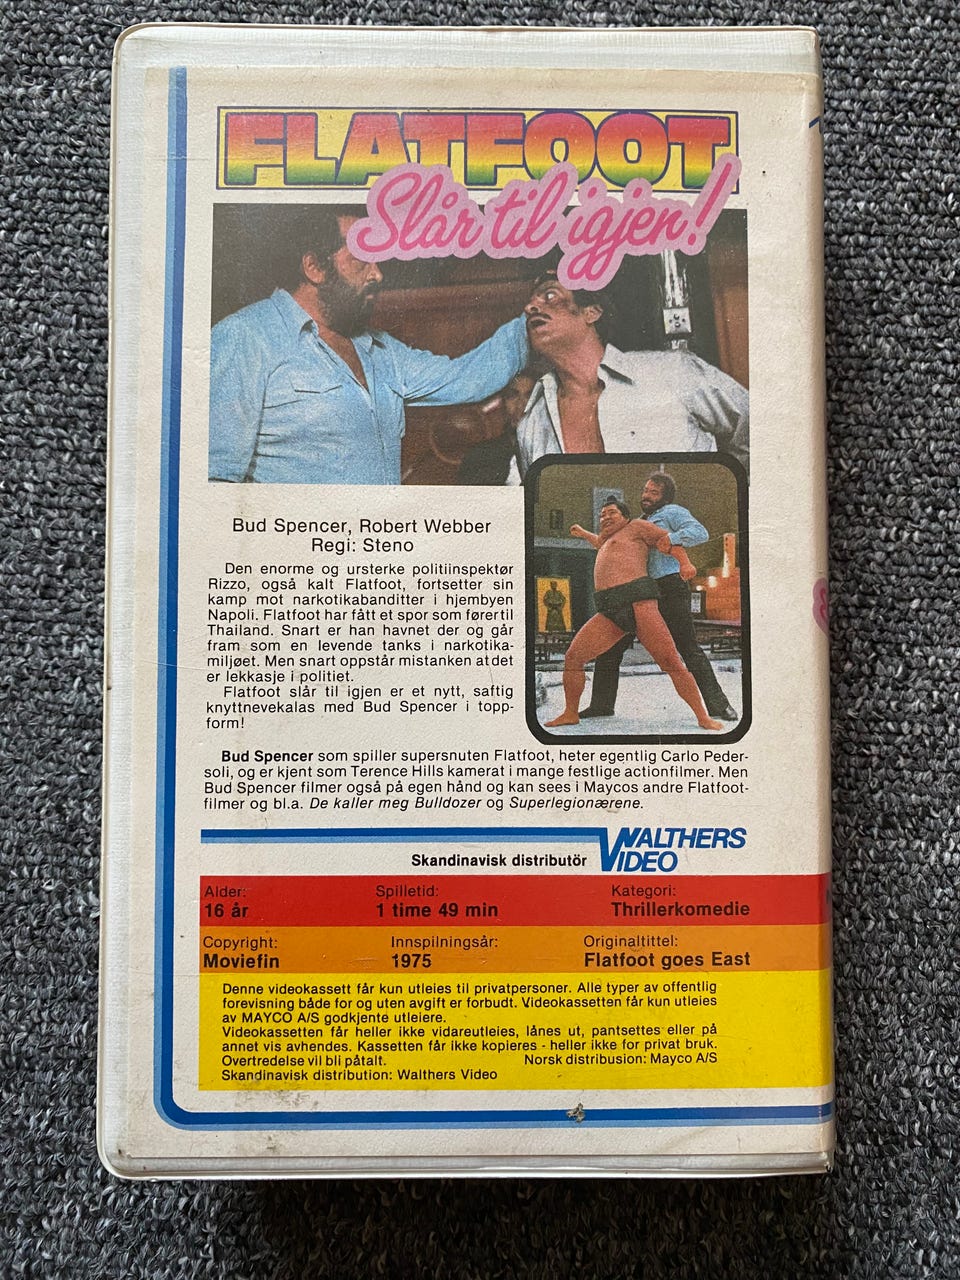 FLATFOOT
Slår til igjen!
Bud Spencer, Robert Webber
Regi: Steno
Den enorme og ursterke politiinspektør
Rizzo, også kalt Flatfoot, fortsetter sin
kamp mot narkotikabanditter i hjembyen
Napoli. Flatfoot har fått et spor som fører til
Thailand. Snart er han havnet der og går
fram som en levende tanks i narkotika-
miljøet. Men snart oppstår mistanken at det
er lekkasje i politiet.
Flatfoot slår til igjen er et nytt, saftig
knyttnevekalas med Bud Spencer i topp-
form!
Bud Spencer som spiller supersnuten Flatfoot, heter egentlig Carlo Peder-
soli, og er kjent som Terence Hills kamerat i mange festlige actionfilmer. Men
Bud Spencer filmer også på egen hånd og kan sees i Maycos andre Flatfoot-
filmer og bl.a. De kaller meg Bulldozer og Superlegionærene.
Skandinavisk distributör
WALTHERS
VIDEO
Alder: Spilletid: Kategori:
16 år 1 time 49 min Thrillerkomedie
Copyright: Innspilningsår: Originaltittel:
Moviefin 1975 Flatfoot goes East
Denne videokassett får kun utleies til privatpersoner. Alle typer av offentlig
forevisning både for og uten avgift er forbudt. Videokassetten får kun utleies
av MAYCO A/S godkjente utleiere.
Videokassetten får heller ikke vidareutleies, lånes ut, pantsettes eller på
annet vis avhendes. Kassetten får ikke kopieres - heller ikke for privat bruk.
Overtredelse vil bli påtalt. Norsk distribusion: Mayco A/S
Skandinavisk distribution: Walthers Video